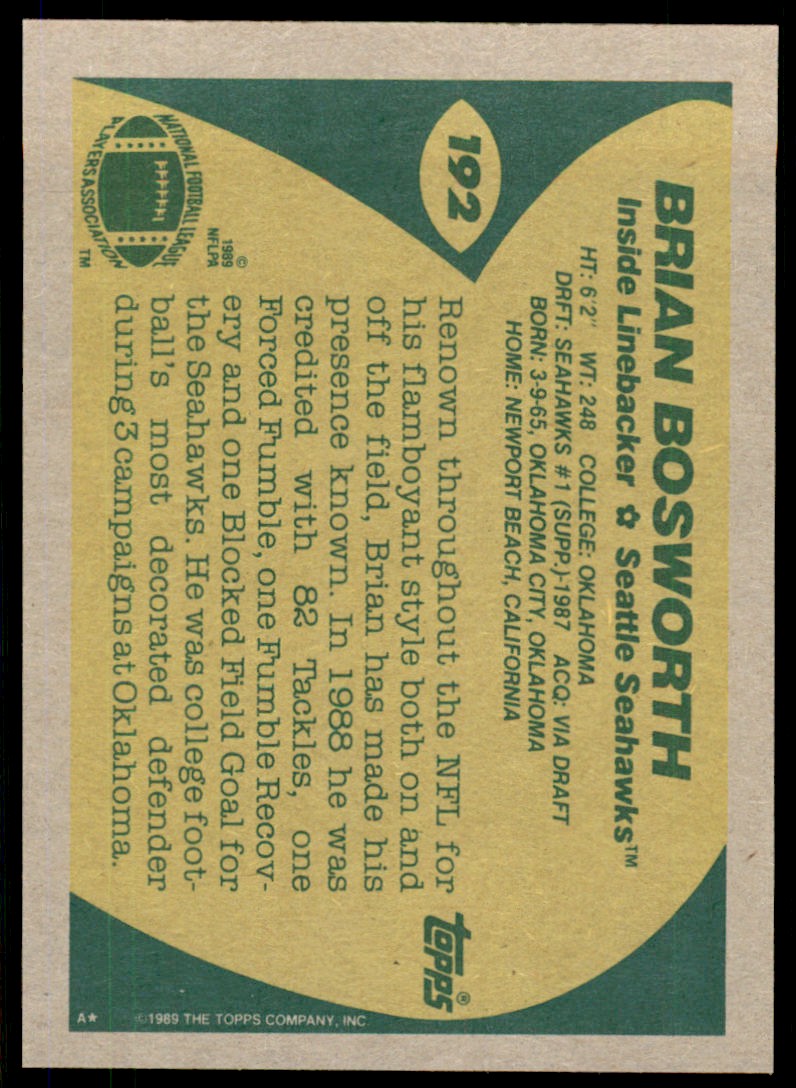 192
BRIAN BOSWORTH
Inside Linebacker ✿ Seattle Seahawks™
HT: 6'2" WT: 248 COLLEGE: OKLAHOMA
DRFT: SEAHAWKS #1 (SUPP.)-1987 ACQ: VIA DRAFT
BORN: 3-9-65, OKLAHOMA CITY, OKLAHOMA
HOME: NEWPORT BEACH, CALIFORNIA
Renown throughout the NFL for
his flamboyant style both on and
off the field, Brian has made his
presence known. In 1988 he was
credited with 82 Tackles, one
Forced Fumble, one Fumble Recov-
ery and one Blocked Field Goal for
the Seahawks. He was college foot-
ball's most decorated defender
during 3 campaigns at Oklahoma.
©
1989
NFLPA
NATIONAL FOOTBALL LEAGUE
PLAYERS ASSOCIATION
TM
topps®
A★ ©1989 THE TOPPS COMPANY, INC.